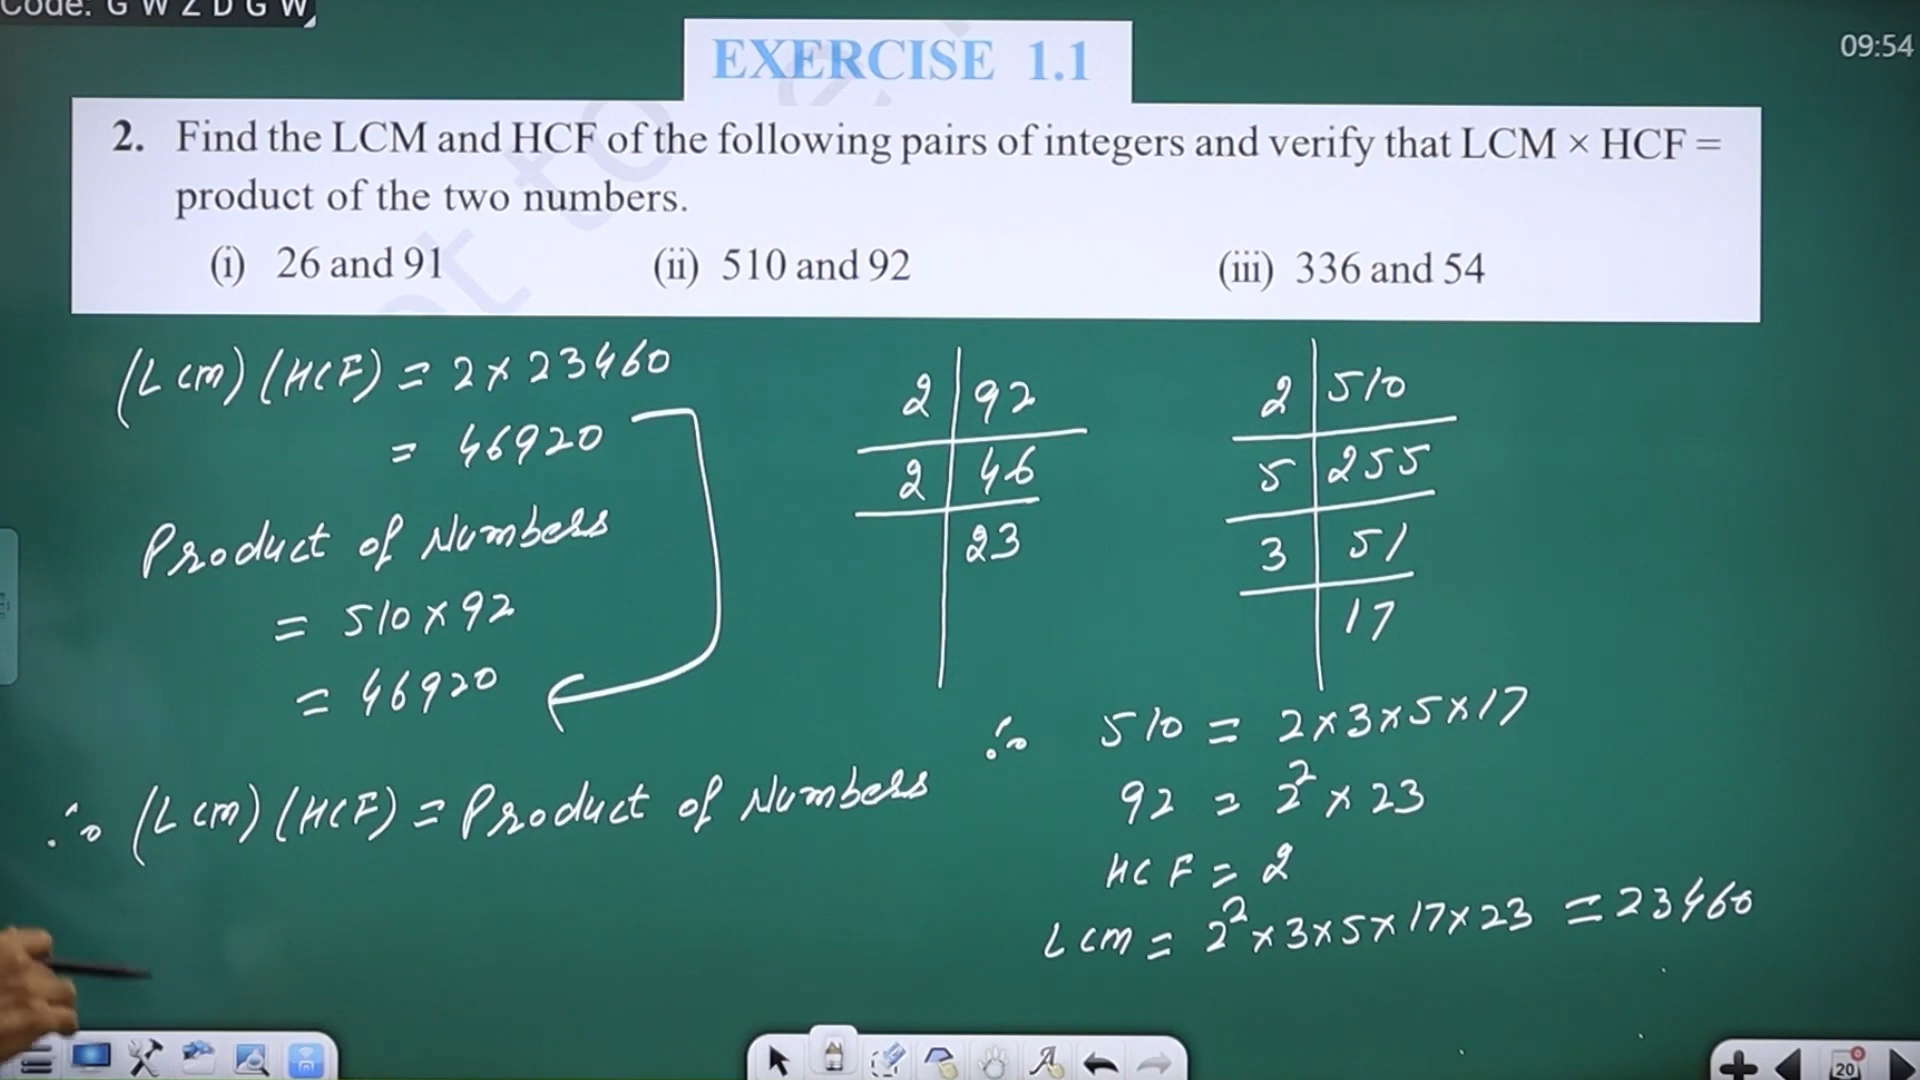 Code: G W Z D G W
09:54
EXERCISE 1.1
2. Find the LCM and HCF of the following pairs of integers and verify that LCM × HCF =
product of the two numbers.
(i) 26 and 91 (ii) 510 and 92 (iii) 336 and 54
(LCM) (HCF) = 2 × 23460
= 46920
Product of Numbers
= 510 × 92
= 46920
∴ (LCM) (HCF) = Product of Numbers
2 | 92
2 | 46
23
2 | 510
5 | 255
3 | 51
17
∴ 510 = 2×3×5×17
92 = 2² × 23
HCF = 2
LCM = 2² × 3×5×17×23 = 23460
20